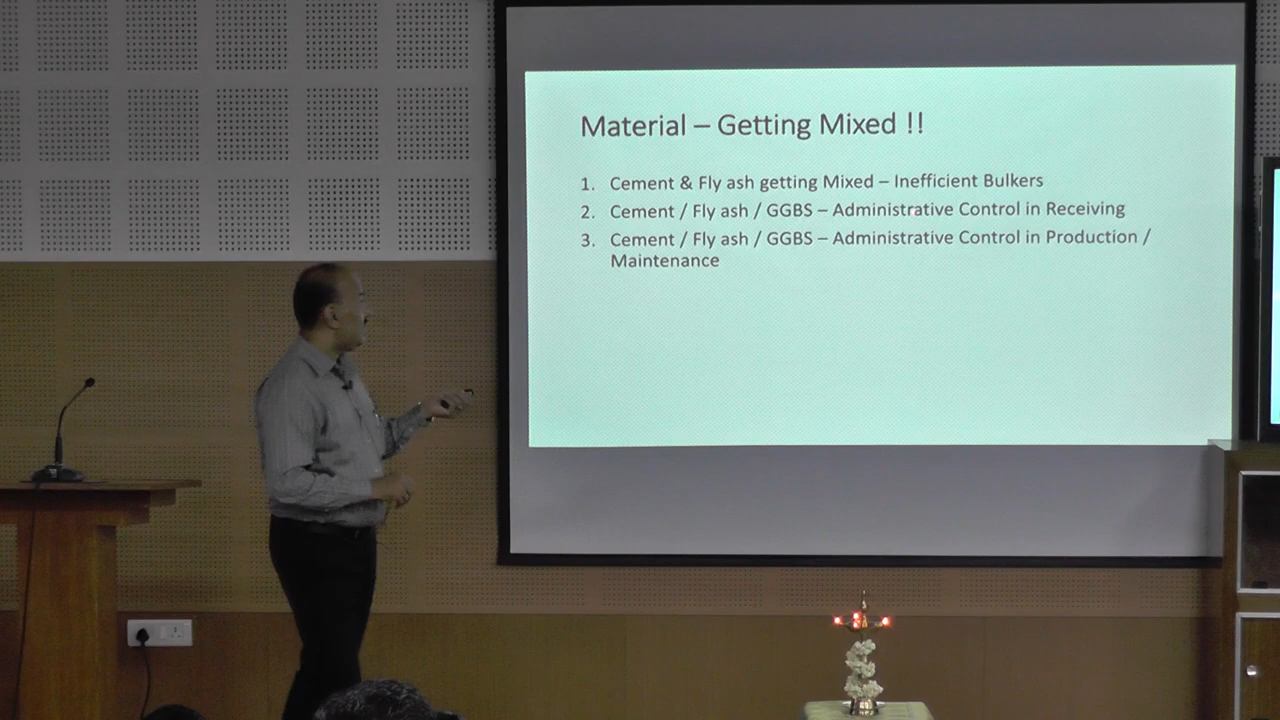 Material – Getting Mixed !!
1. Cement & Fly ash getting Mixed – Inefficient Bulkers
2. Cement / Fly ash / GGBS – Administrative Control in Receiving
3. Cement / Fly ash / GGBS – Administrative Control in Production /
Maintenance